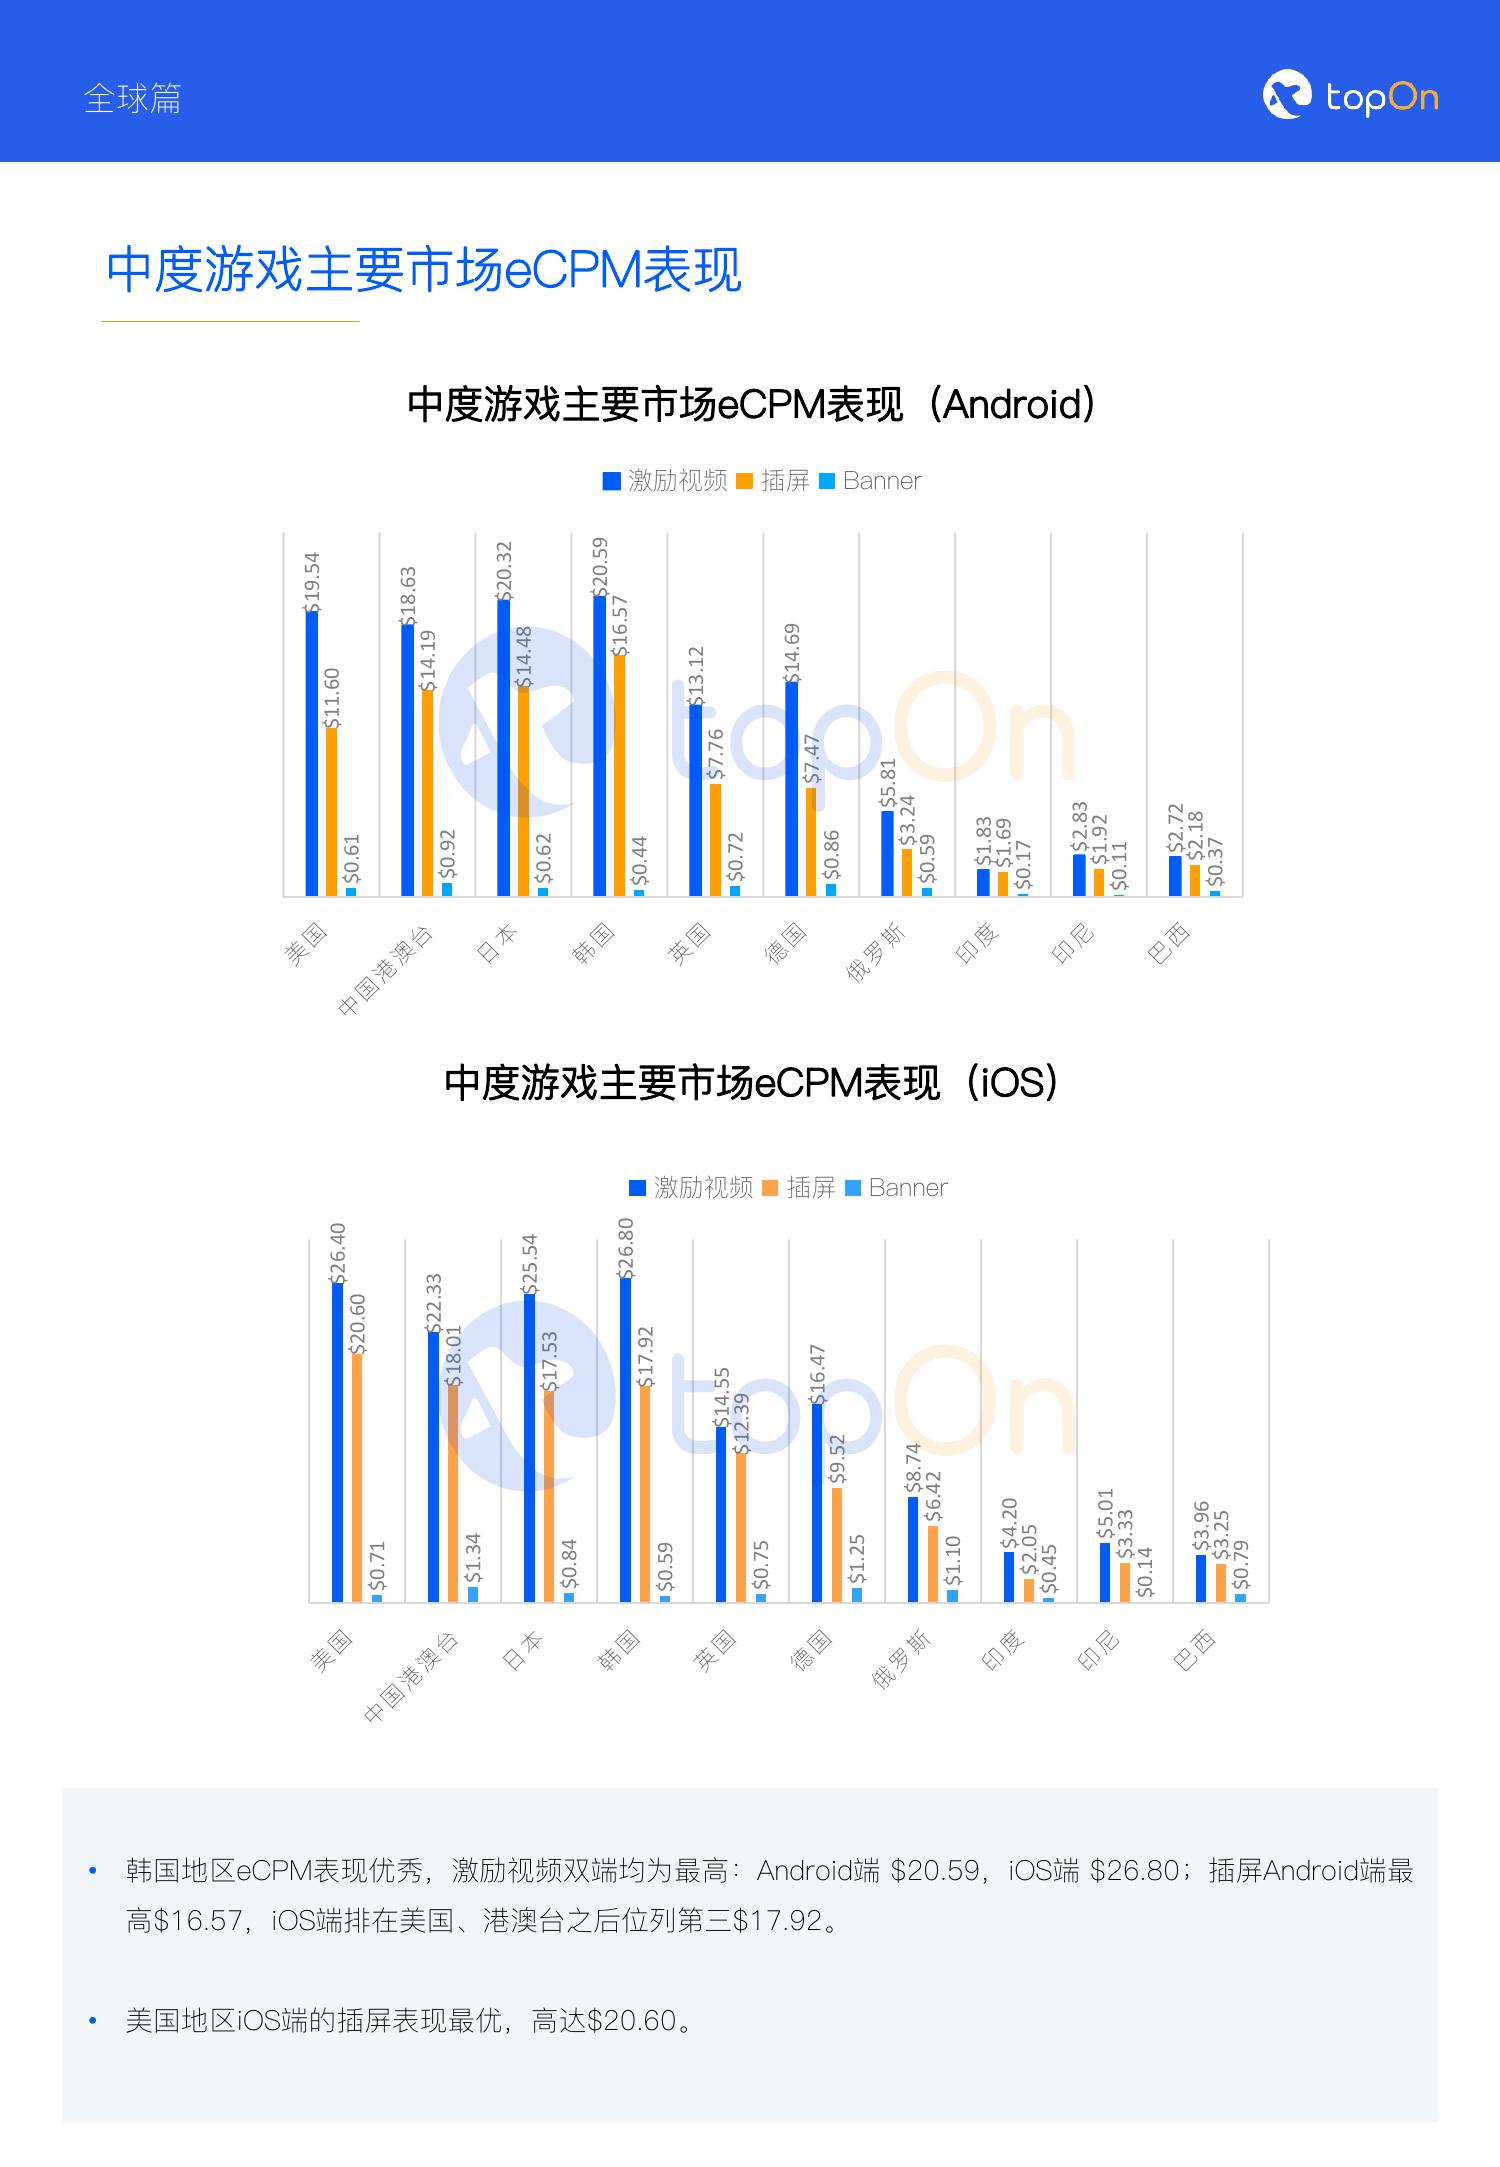 全球篇
topOn
中度游戏主要市场eCPM表现
中度游戏主要市场eCPM表现（Android）
激励视频 插屏 Banner
$19.54 $11.60 $0.61
$18.63 $14.19 $0.92
$20.32 $14.48 $0.62
$20.59 $16.57 $0.44
$13.12 $7.76 $0.72
$14.69 $7.47 $0.86
$5.81 $3.24 $0.59
$1.83 $1.69 $0.17
$2.83 $1.92 $0.11
$2.72 $2.18 $0.37
topOn
美国 中国港澳台 日本 韩国 英国 德国 俄罗斯 印度 印尼 巴西
中度游戏主要市场eCPM表现（iOS）
激励视频 插屏 Banner
$26.40 $20.60 $0.71
$22.33 $18.01 $1.34
$25.54 $17.53 $0.84
$26.80 $17.92 $0.59
$14.55 $12.39 $0.75
$16.47 $9.52 $1.25
$8.74 $6.42 $1.10
$4.20 $2.05 $0.45
$5.01 $3.33 $0.14
$3.96 $3.25 $0.79
topOn
美国 中国港澳台 日本 韩国 英国 德国 俄罗斯 印度 印尼 巴西
• 韩国地区eCPM表现优秀，激励视频双端均为最高：Android端 $20.59，iOS端 $26.80；插屏Android端最
高$16.57，iOS端排在美国、港澳台之后位列第三$17.92。
• 美国地区iOS端的插屏表现最优，高达$20.60。